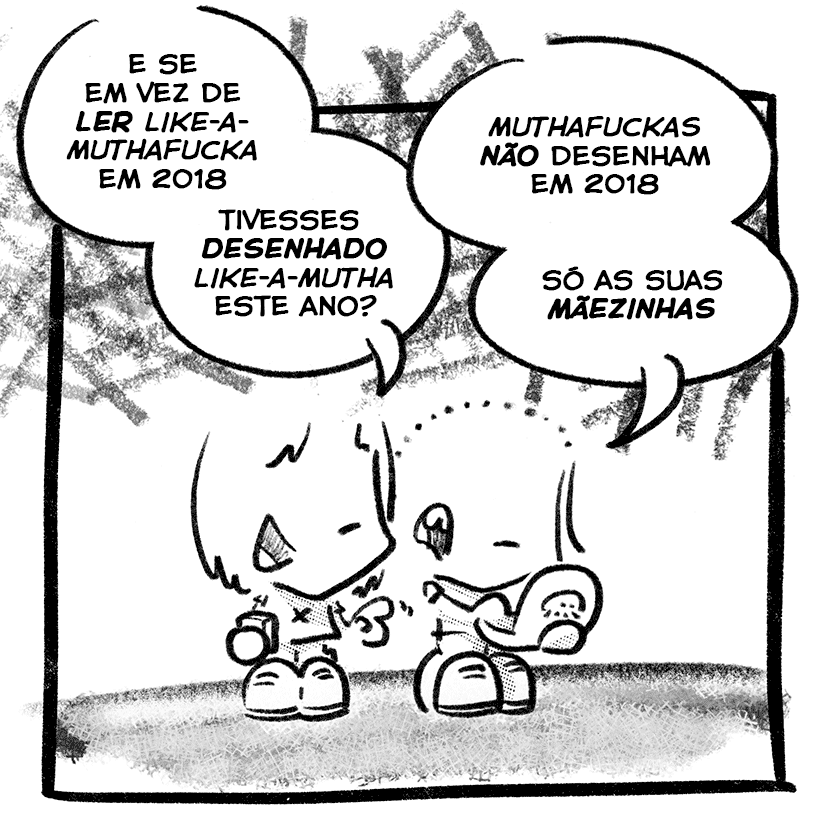 E SE
EM VEZ DE
LER LIKE-A-
MUTHAFUCKA
EM 2018
TIVESSES
DESENHADO
LIKE-A-MUTHA
ESTE ANO?
MUTHAFUCKAS
NÃO DESENHAM
EM 2018
SÓ AS SUAS
MÃEZINHAS